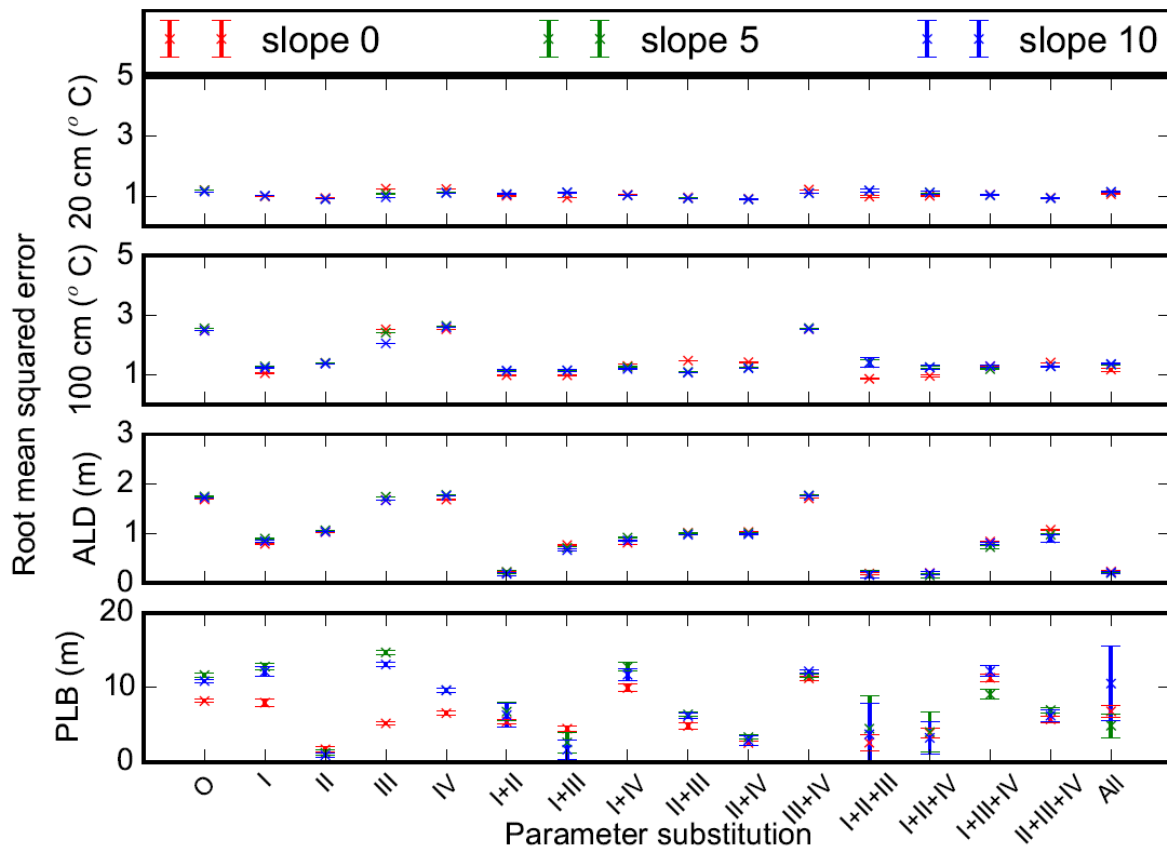 slope 0 slope 5 slope 10
Root mean squared error
20 cm (° C)
5
3
1
100 cm (° C)
5
3
1
ALD (m)
3
2
1
0
PLB (m)
20
10
0
O I II III IV I+II I+III I+IV II+III II+IV III+IV I+II+III I+II+IV I+III+IV II+III+IV All
Parameter substitution